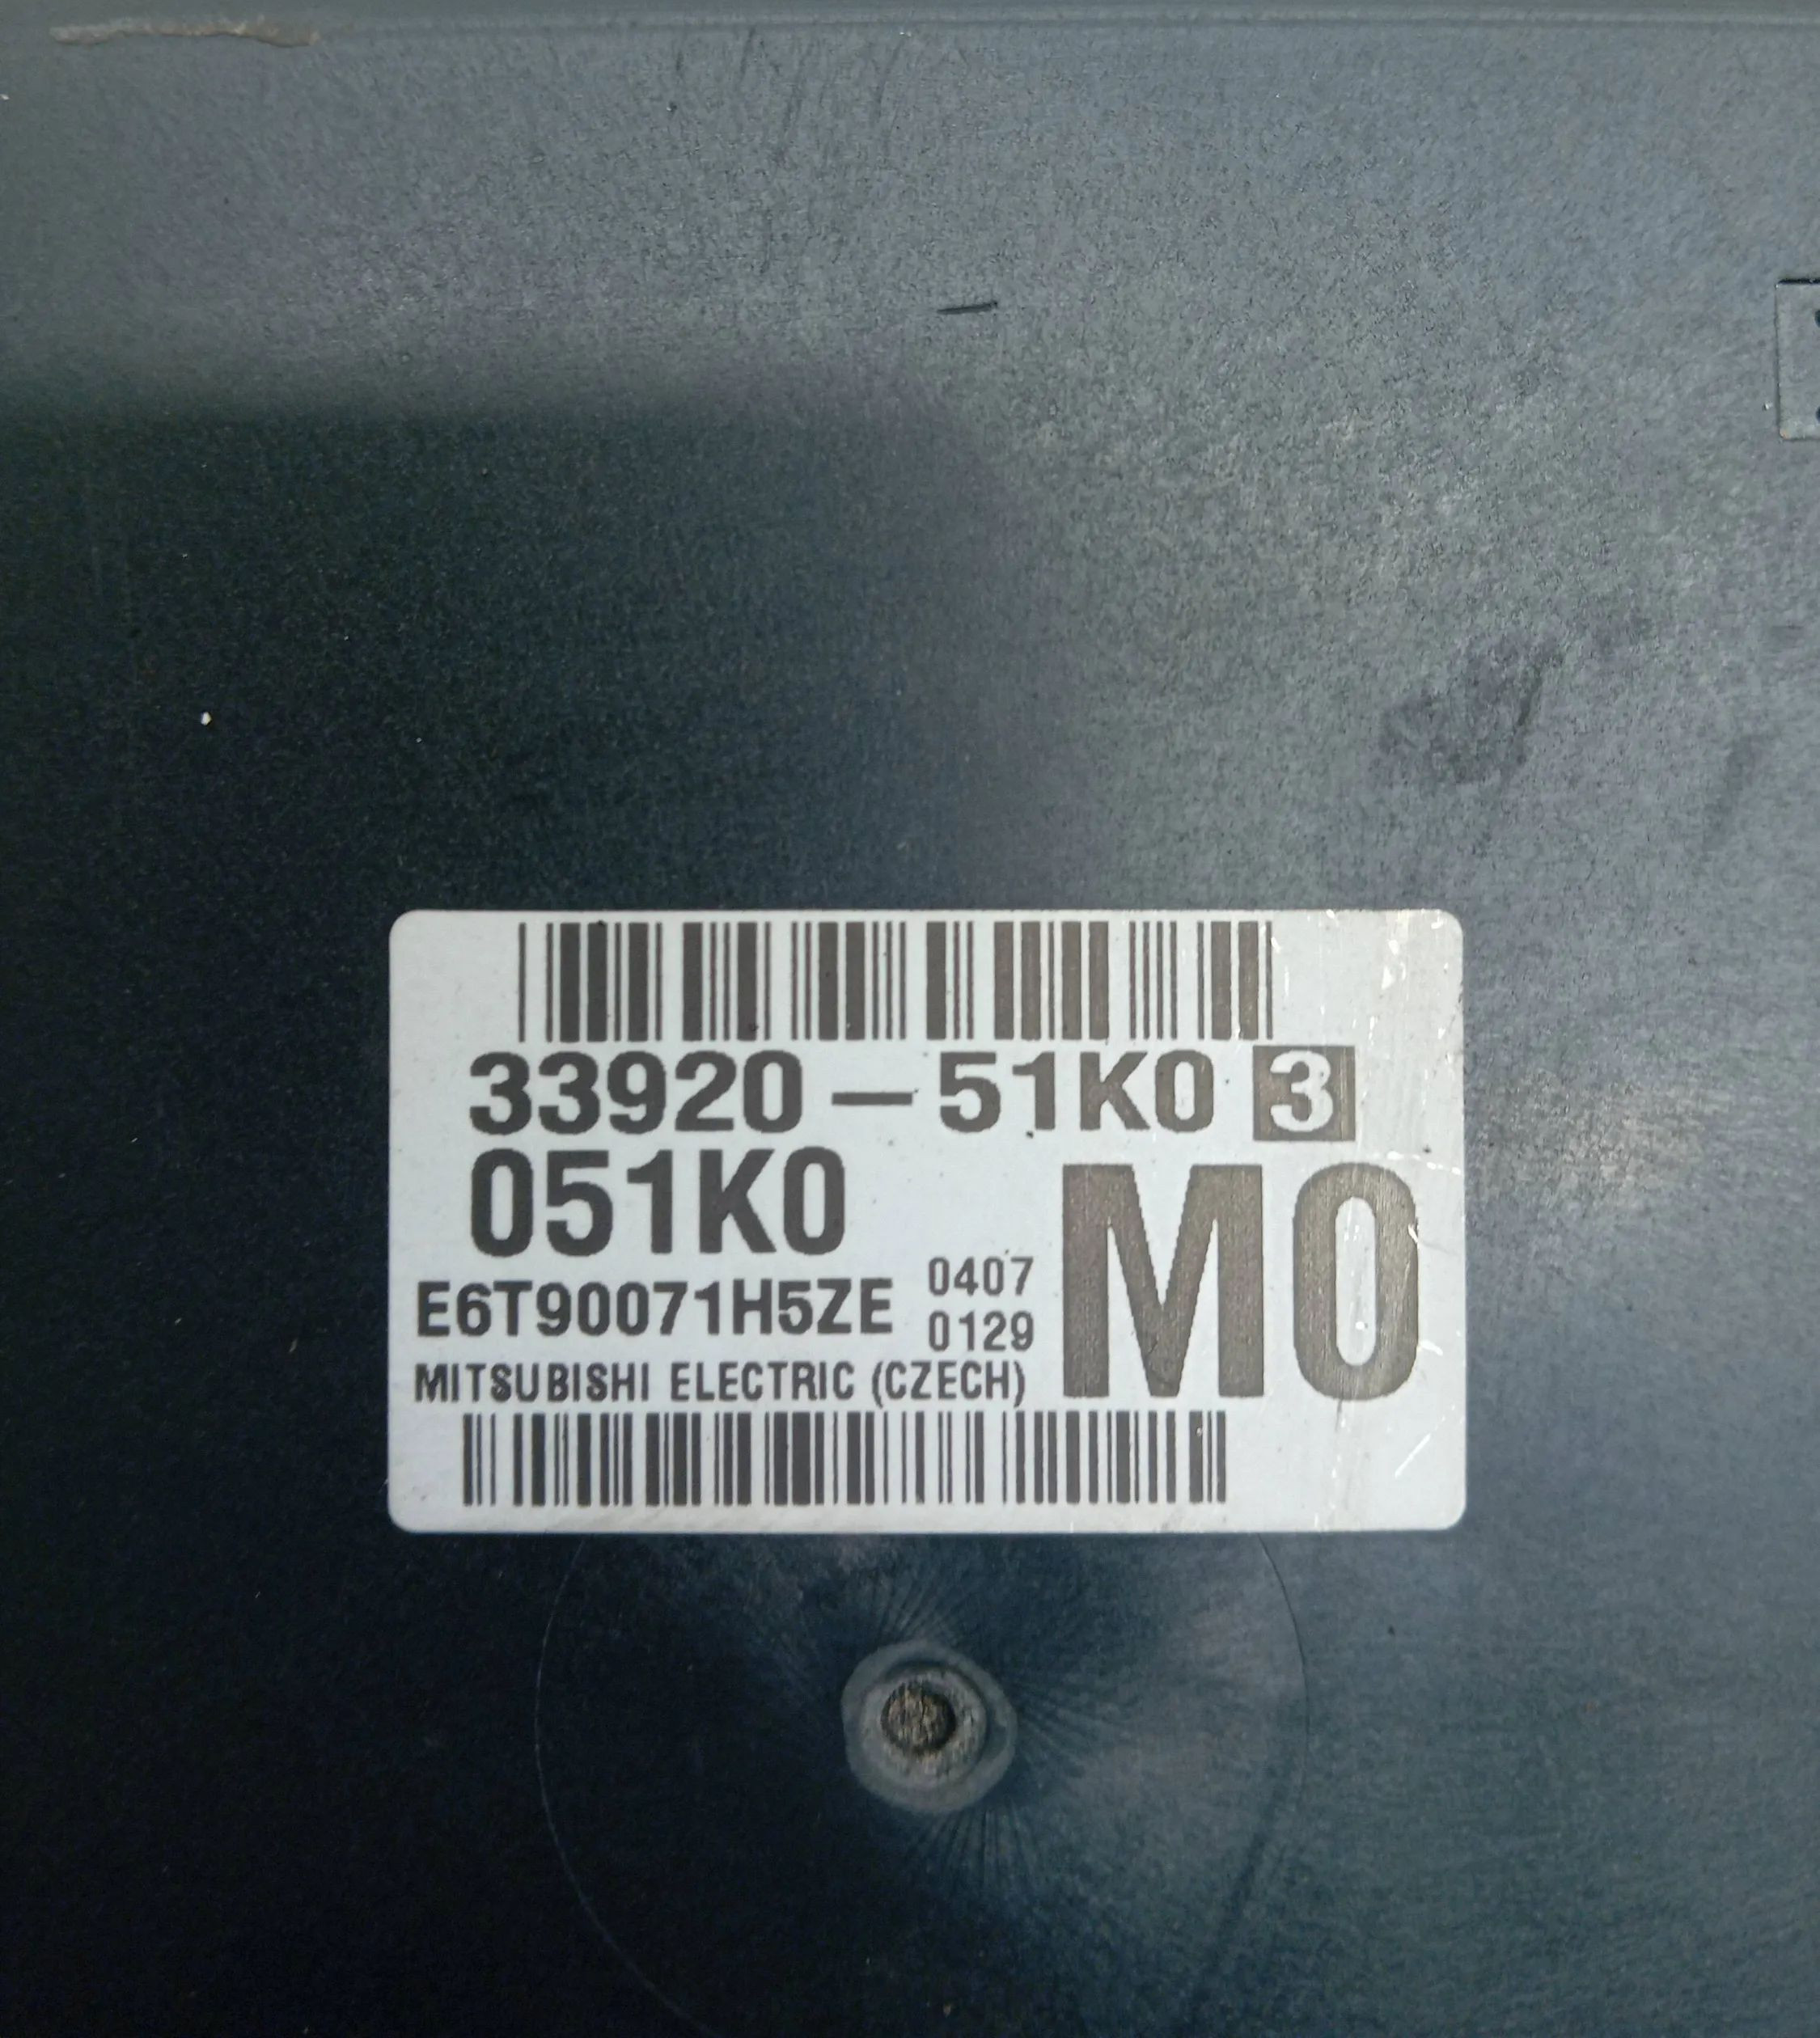 33920-51K0 3
051K0
E6T90071H5ZE
0407
0129
M0
MITSUBISHI ELECTRIC (CZECH)